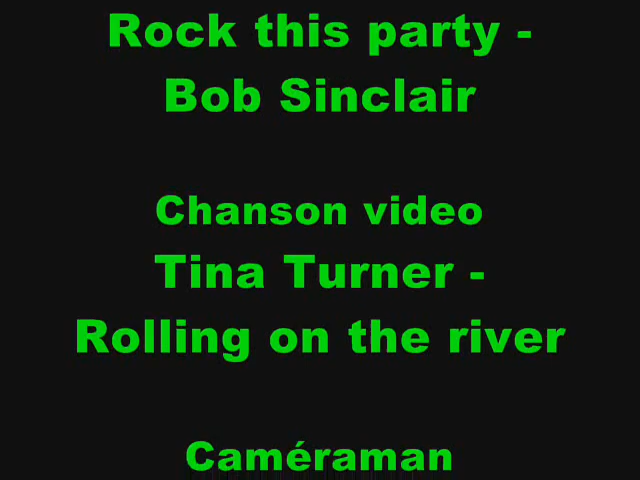 Rock this party -
Bob Sinclair
Chanson video
Tina Turner -
Rolling on the river
Caméraman